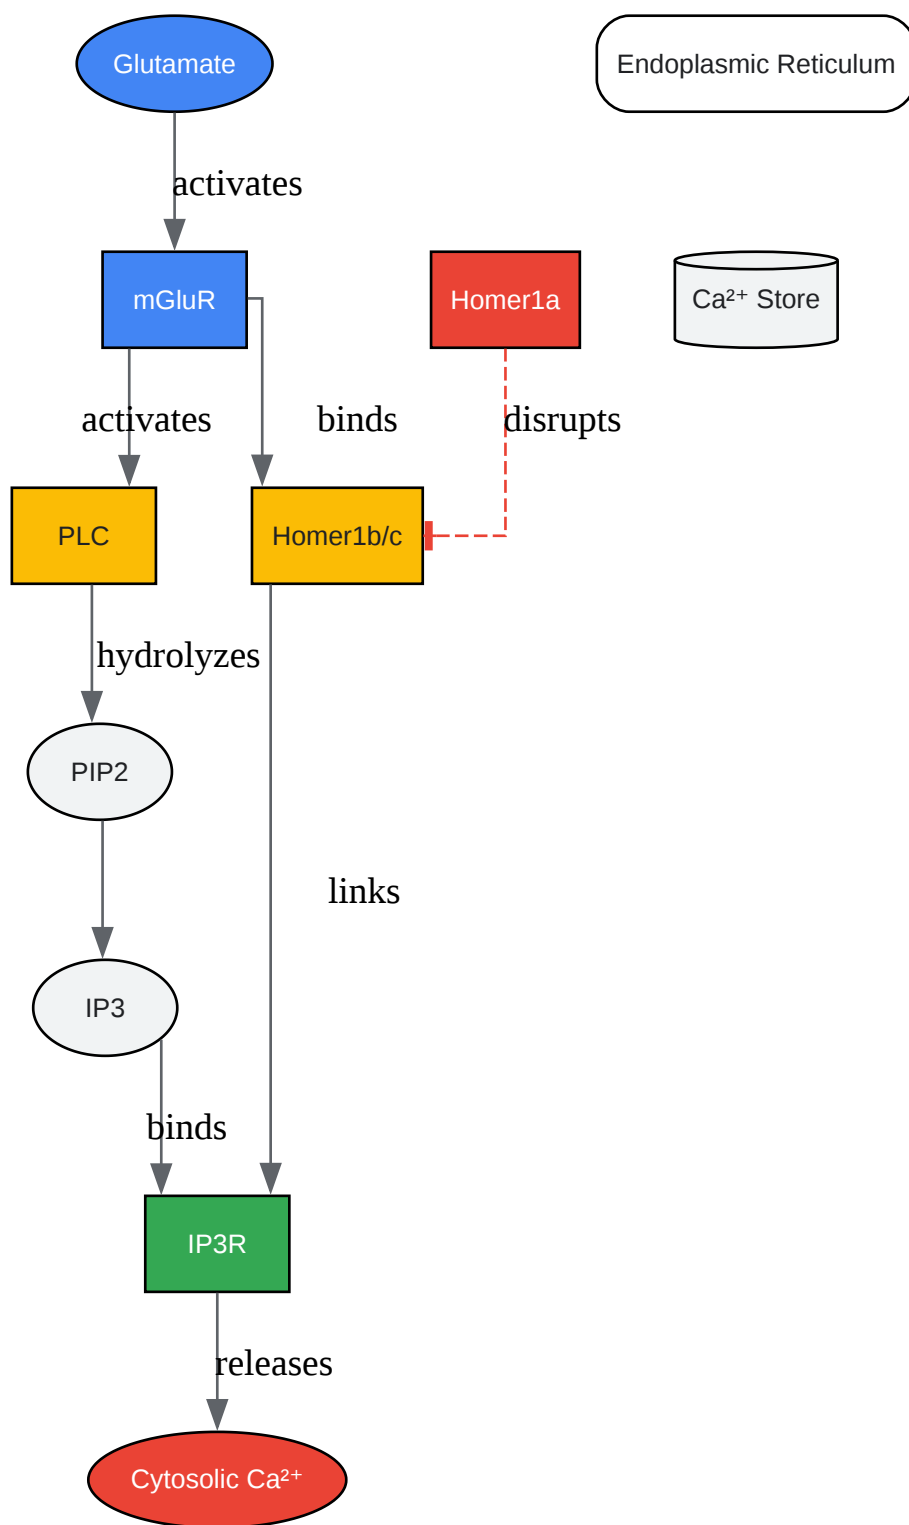 Glutamate
Endoplasmic Reticulum
activates
mGluR
Homer1a
Ca²⁺ Store
activates
binds
disrupts
PLC
Homer1b/c
hydrolyzes
PIP2
links
IP3
binds
IP3R
releases
Cytosolic Ca²⁺